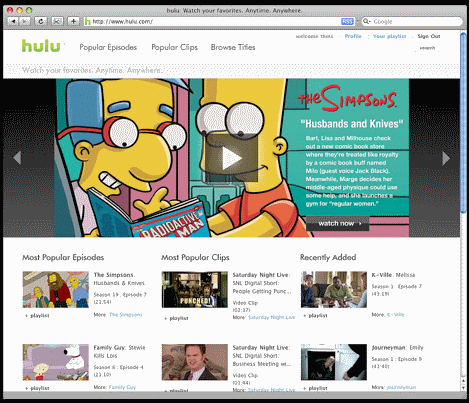 hulu: Watch your favorites. Anytime. Anywhere.
http://www.hulu.com/
RSS
Google
welcome theis Profile Your playlist Sign Out
hulu Popular Episodes Popular Clips Browse Titles
search
Watch your favorites. Anytime. Anywhere.
THE SIMPSONS
"Husbands and Knives"
Bart, Lisa and Milhouse check
out a new comic book store
where they're treated like royalty
by a comic book buff named
Milo (guest voice Jack Black).
Meanwhile, Marge decides her
middle-aged physique could use
some help, and she launches a
gym for "regular women."
RADIOACTIVE
MAN
watch now
Most Popular Episodes
The Simpsons:
Husbands & Knives
Season 19 : Episode 7
(21:54)
+ playlist
More: The Simpsons
Family Guy: Stewie
Kills Lois
Season 6 : Episode 4
(21:10)
+ playlist
More: Family Guy
Most Popular Clips
PUNCHED!
Saturday Night Live:
SNL Digital Short:
People Getting Punc...
Video Clip
(02:17)
+ playlist
More: Saturday Night Live
Saturday Night Live:
SNL Digital Short:
Business Meeting w...
Video Clip
(01:44)
+ playlist
More: Saturday Night Live
Recently Added
K-Ville: Melissa
Season 1 : Episode 7
(43:19)
+ playlist
More: K-Ville
Journeyman: Emily
Season 1 : Episode 9
(41:40)
+ playlist
More: Journeyman